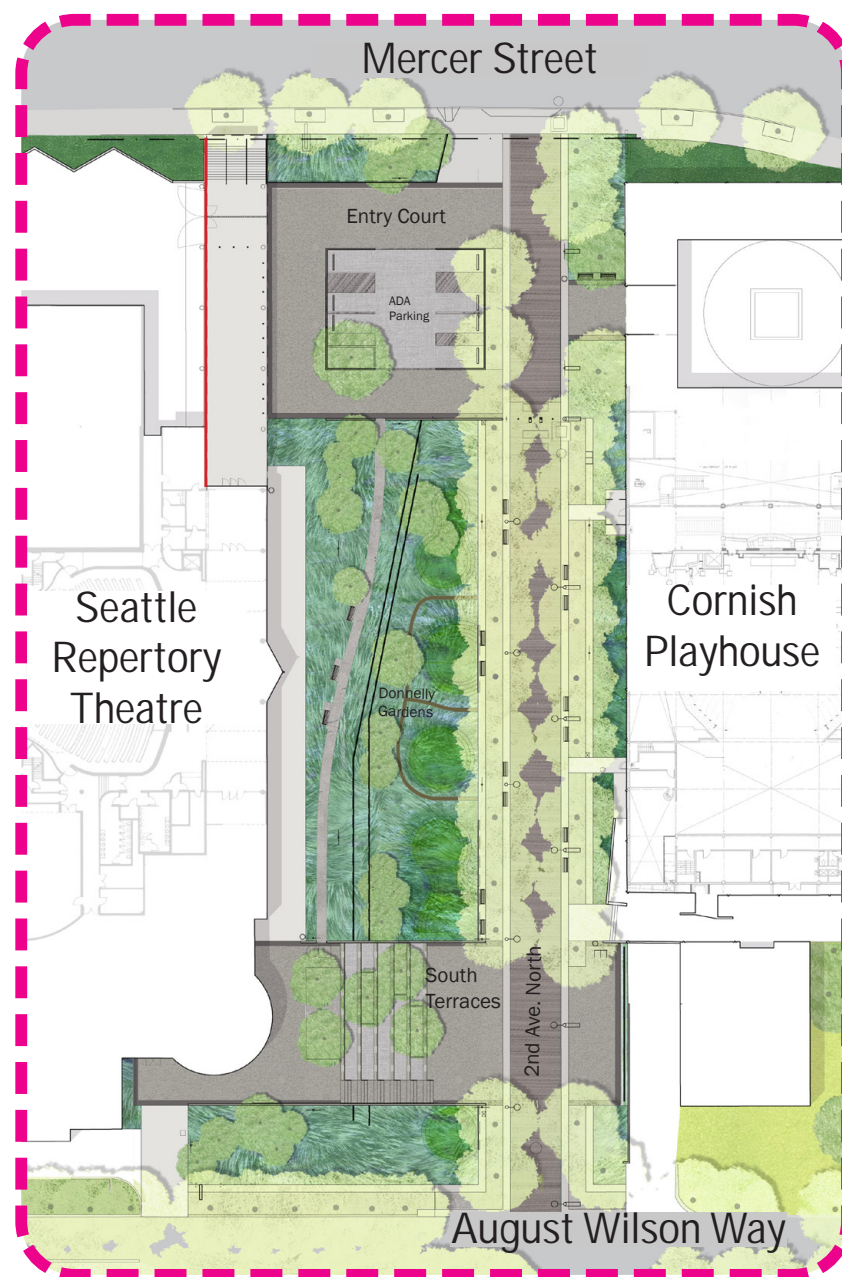 Mercer Street
Entry Court
ADA
Parking
Seattle
Repertory
Theatre
Cornish
Playhouse
Donnelly
Gardens
South
Terraces
2nd Ave. North
August Wilson Way